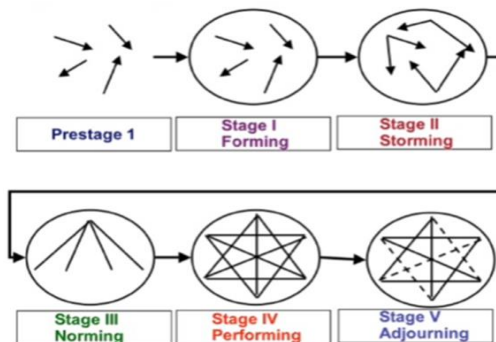 Prestage 1
Stage I
Forming
Stage II
Storming
Stage III
Norming
Stage IV
Performing
Stage V
Adjourning